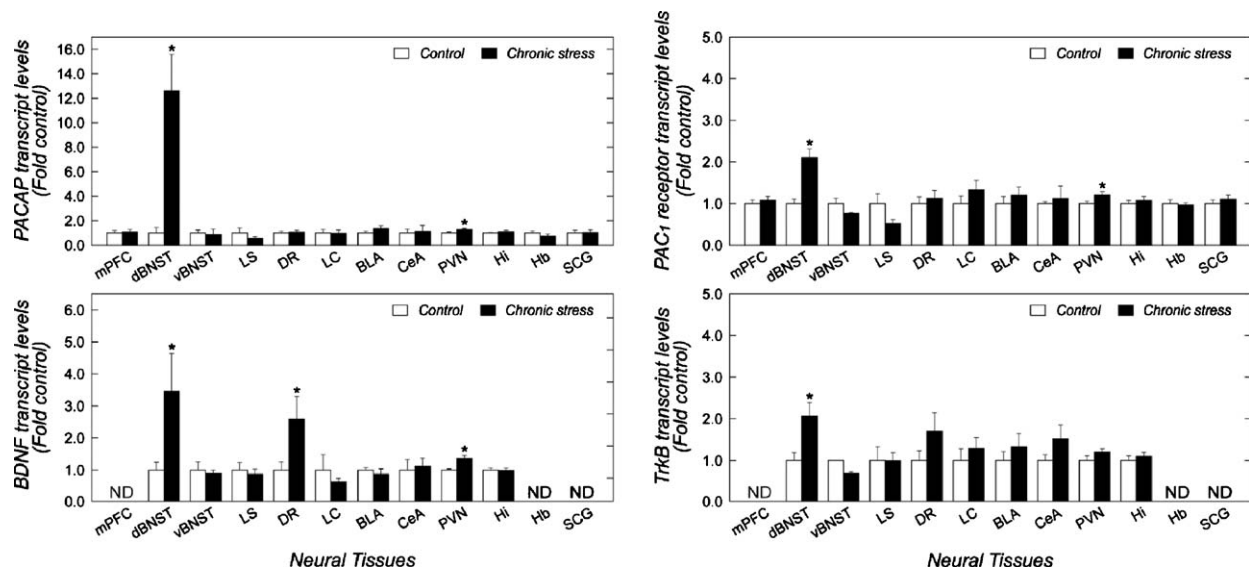 PACAP transcript levels
(Fold control)
16.0
14.0
12.0
10.0
8.0
6.0
4.0
2.0
0.0
Control Chronic stress
*
*
mPFC dBNST vBNST LS DR LC BLA CeA PVN Hi Hb SCG
PAC1 receptor transcript levels
(Fold control)
5.0
4.0
3.0
2.0
1.0
0.0
Control Chronic stress
*
*
mPFC dBNST vBNST LS DR LC BLA CeA PVN Hi Hb SCG
BDNF transcript levels
(Fold control)
6.0
5.0
4.0
3.0
2.0
1.0
0.0
Control Chronic stress
*
*
*
ND ND ND
mPFC dBNST vBNST LS DR LC BLA CeA PVN Hi Hb SCG
Neural Tissues
TrkB transcript levels
(Fold control)
5.0
4.0
3.0
2.0
1.0
0.0
Control Chronic stress
*
ND ND ND
mPFC dBNST vBNST LS DR LC BLA CeA PVN Hi Hb SCG
Neural Tissues